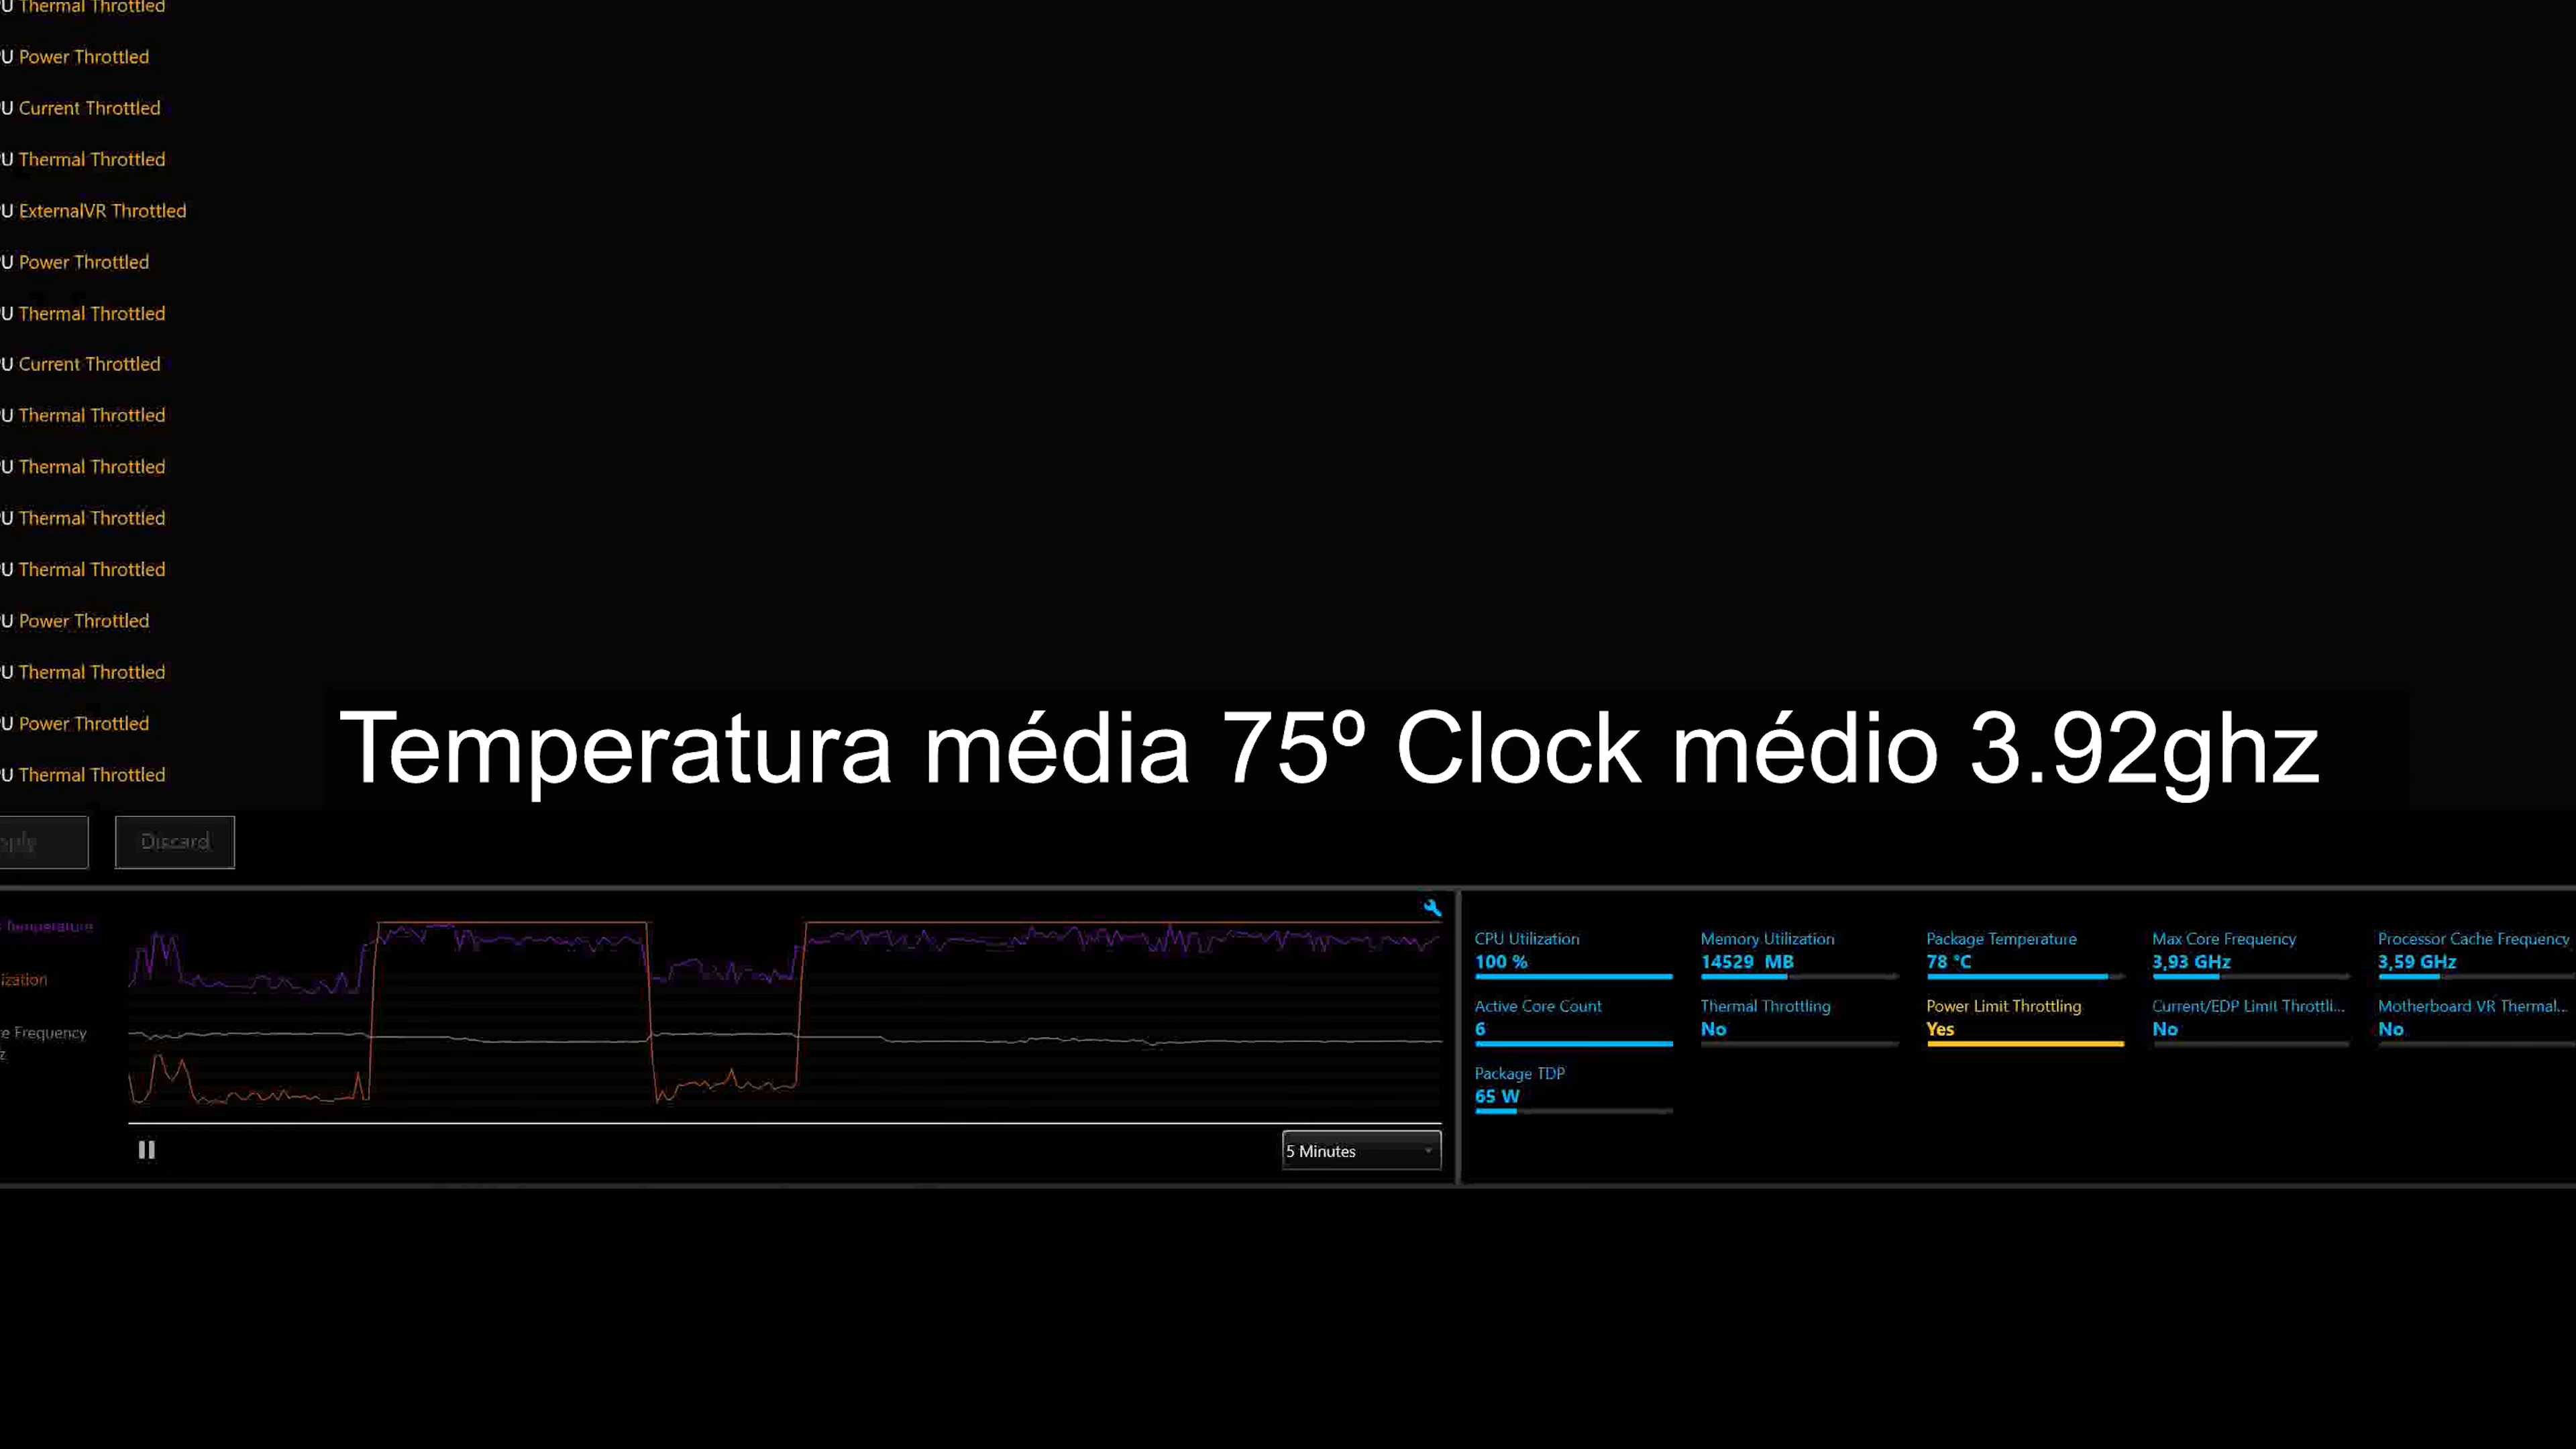 U Thermal Throttled
U Power Throttled
U Current Throttled
U Thermal Throttled
U ExternalVR Throttled
U Power Throttled
U Thermal Throttled
U Current Throttled
U Thermal Throttled
U Thermal Throttled
U Thermal Throttled
U Thermal Throttled
U Power Throttled
U Thermal Throttled
U Power Throttled
U Thermal Throttled
Temperatura média 75º Clock médio 3.92ghz
pply Discard
Temperature
ization
e Frequency
z
5 Minutes
CPU Utilization
100 %
Memory Utilization
14529 MB
Package Temperature
78 °C
Max Core Frequency
3,93 GHz
Processor Cache Frequency
3,59 GHz
Active Core Count
6
Thermal Throttling
No
Power Limit Throttling
Yes
Current/EDP Limit Throttli...
No
Motherboard VR Thermal...
No
Package TDP
65 W